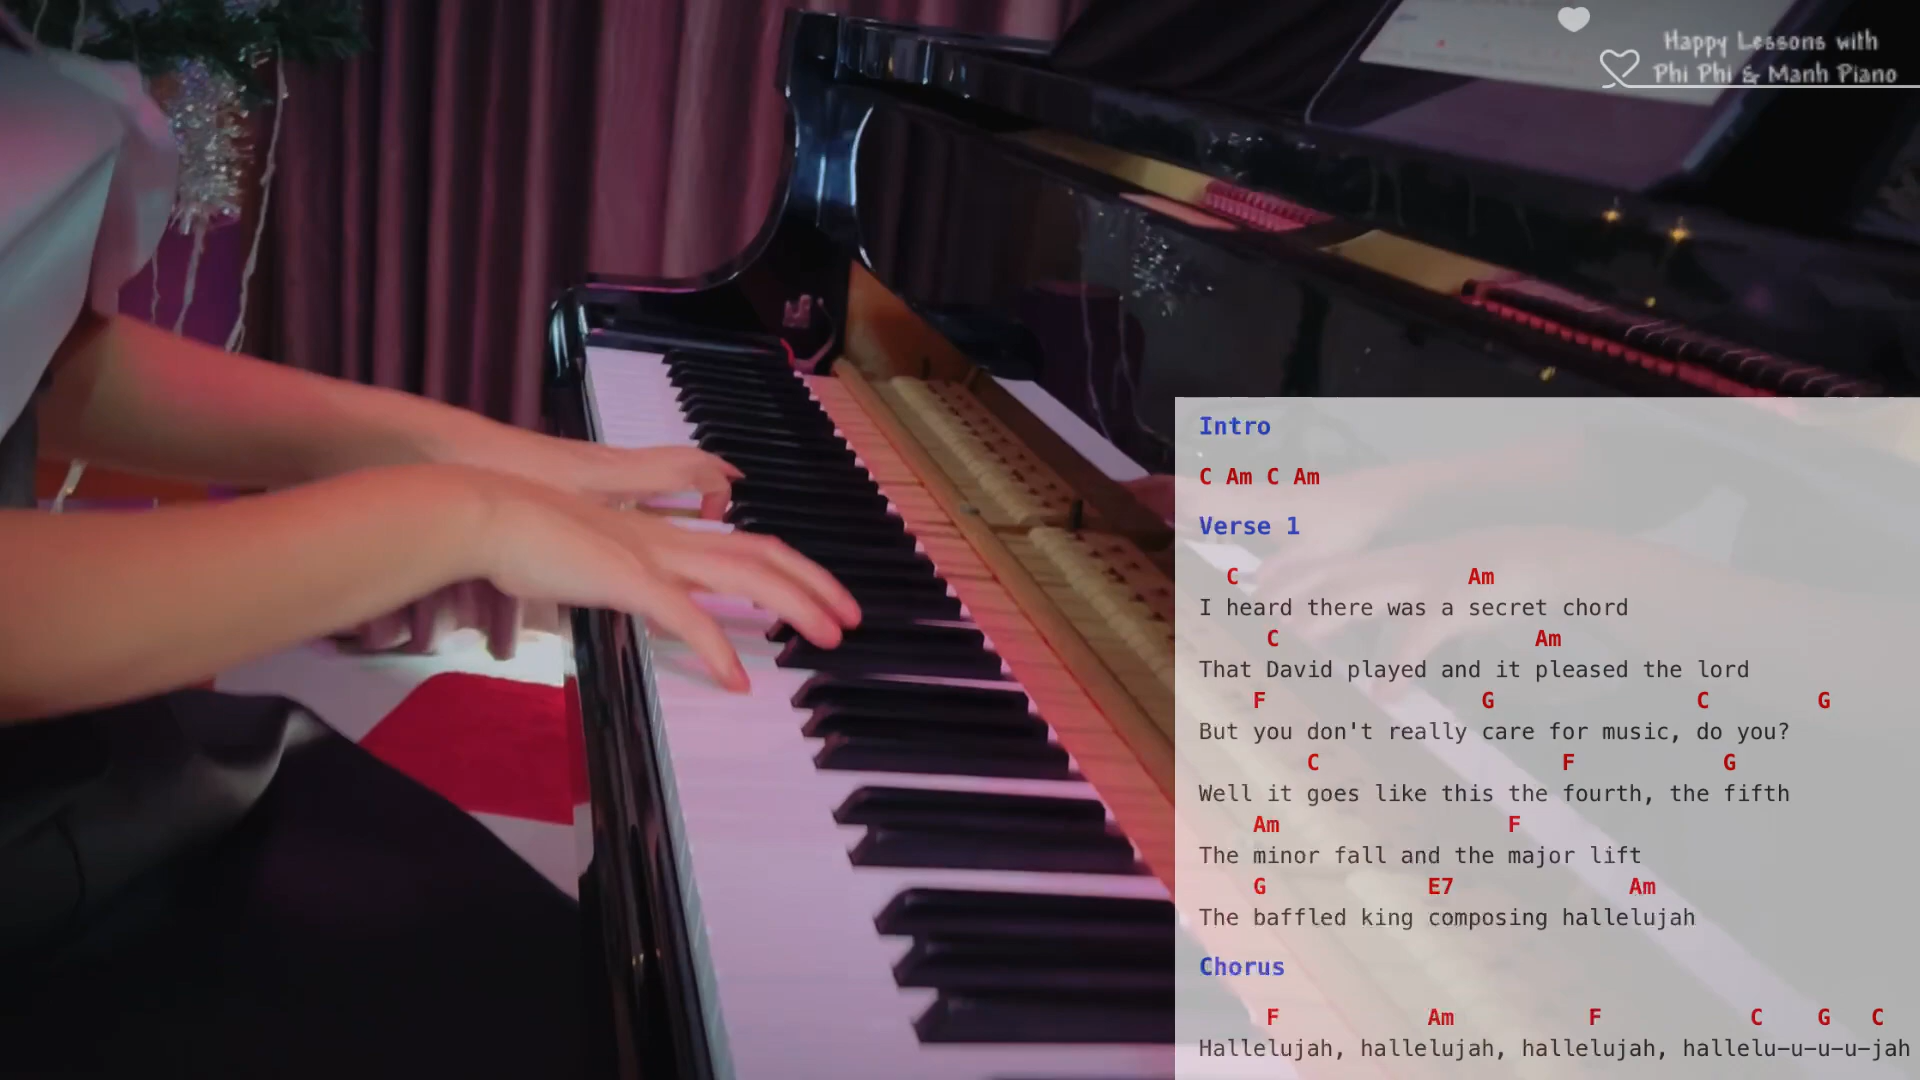 Happy Lessons with
Phi Phi & Manh Piano
Intro
C Am C Am
Verse 1
C Am
I heard there was a secret chord
C Am
That David played and it pleased the lord
F G C G
But you don't really care for music, do you?
C F G
Well it goes like this the fourth, the fifth
Am F
The minor fall and the major lift
G E7 Am
The baffled king composing hallelujah
Chorus
F Am F C G C
Hallelujah, hallelujah, hallelujah, hallelu-u-u-u-jah